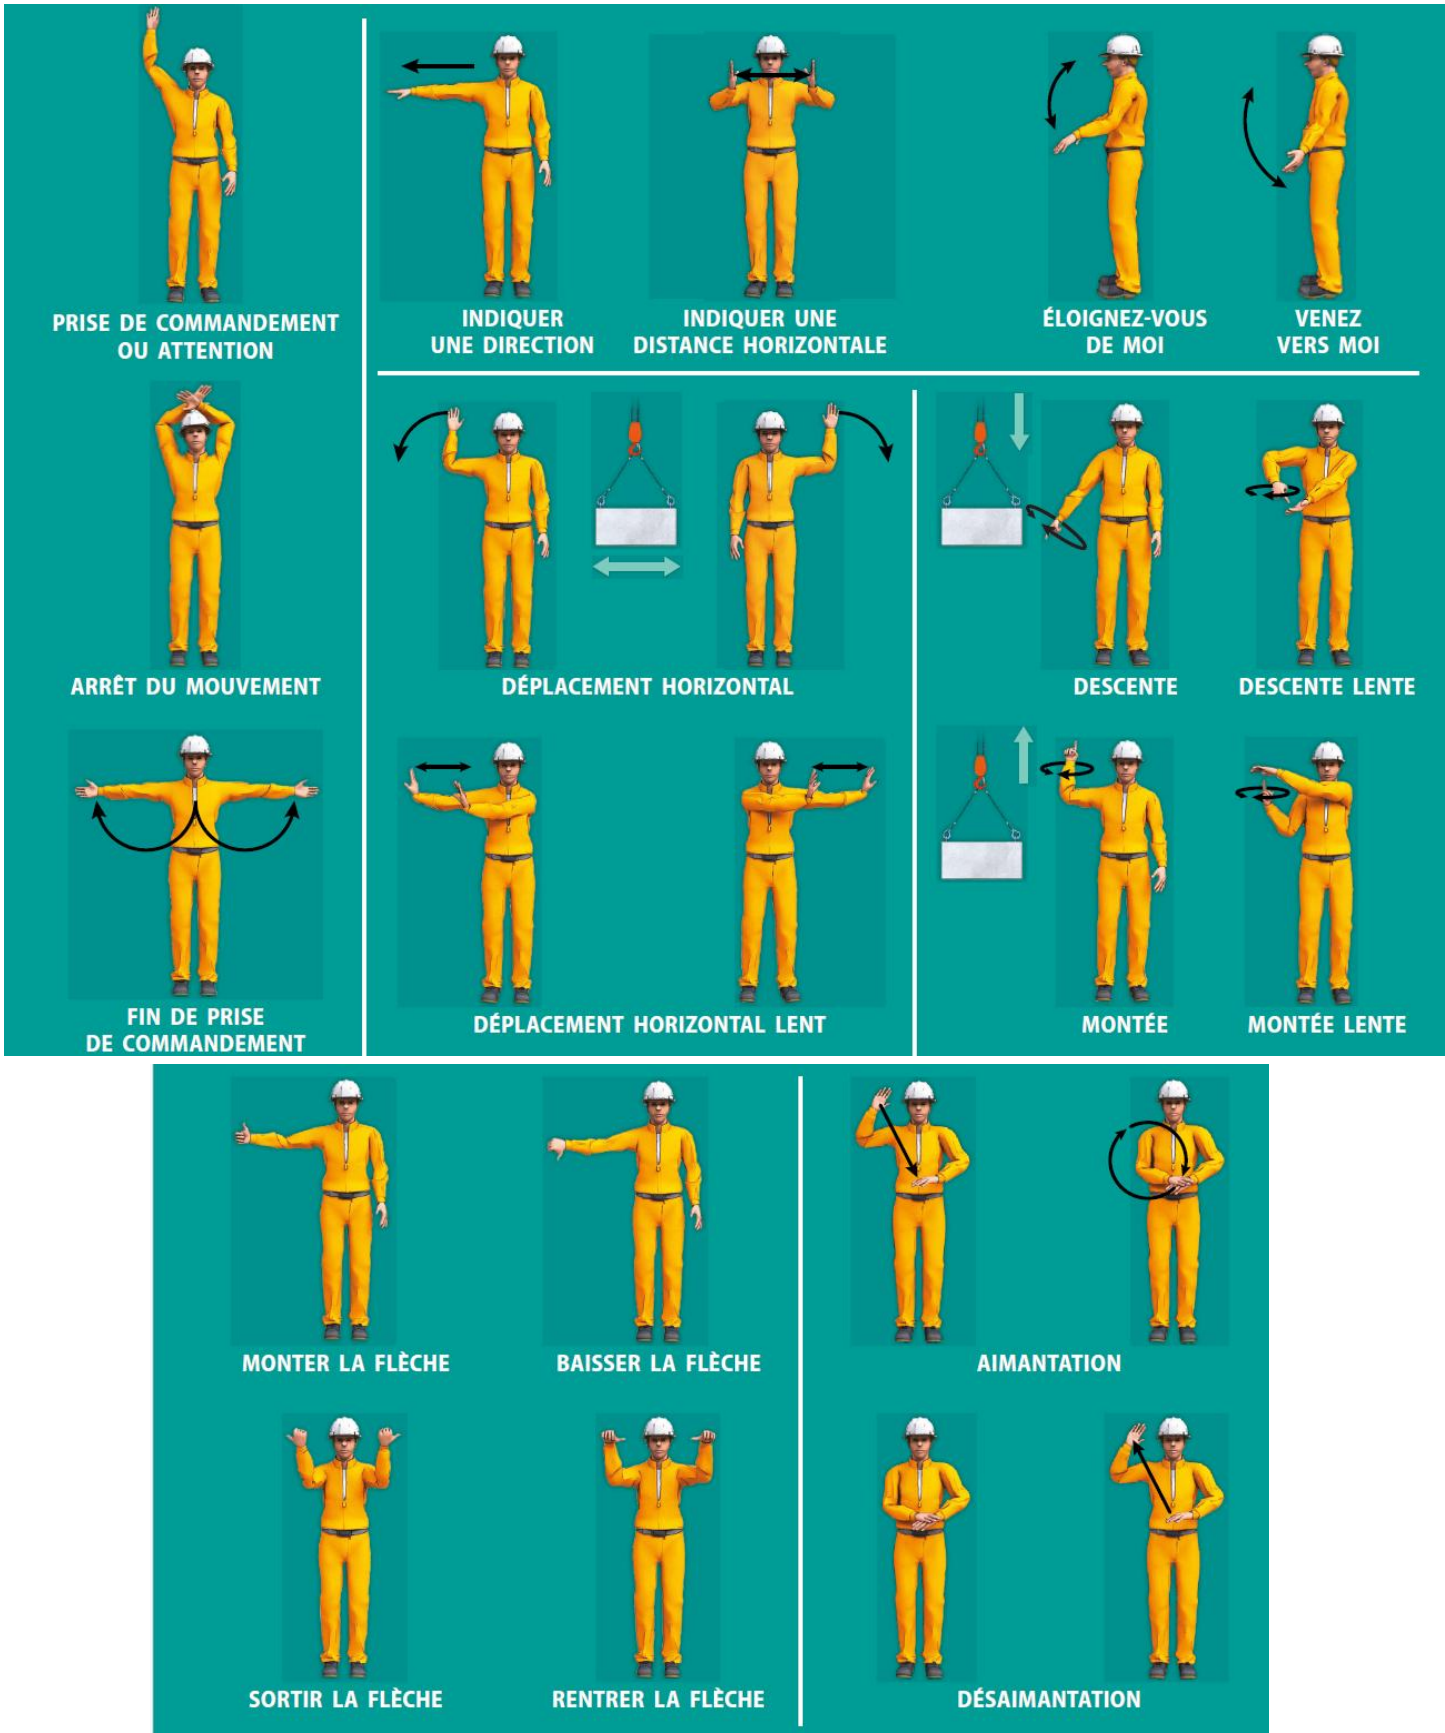 PRISE DE COMMANDEMENT
OU ATTENTION
INDIQUER
UNE DIRECTION
INDIQUER UNE
DISTANCE HORIZONTALE
ÉLOIGNEZ-VOUS
DE MOI
VENEZ
VERS MOI
ARRÊT DU MOUVEMENT
DÉPLACEMENT HORIZONTAL
DESCENTE
DESCENTE LENTE
FIN DE PRISE
DE COMMANDEMENT
DÉPLACEMENT HORIZONTAL LENT
MONTÉE
MONTÉE LENTE
MONTER LA FLÈCHE
BAISSER LA FLÈCHE
AIMANTATION
SORTIR LA FLÈCHE
RENTRER LA FLÈCHE
DÉSAIMANTATION